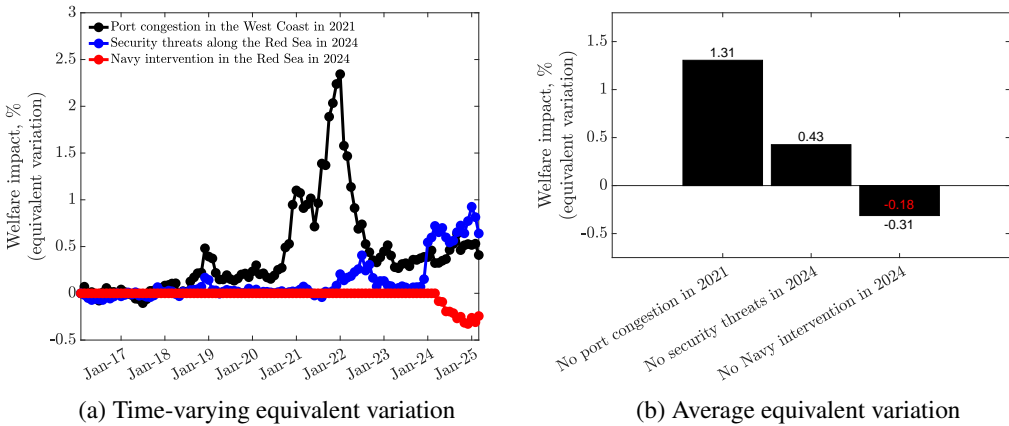 3
2.5
2
1.5
1
0.5
0
-0.5
Welfare impact, %
(equivalent variation)
Port congestion in the West Coast in 2021
Security threats along the Red Sea in 2024
Navy intervention in the Red Sea in 2024
Jan-17
Jan-18
Jan-19
Jan-20
Jan-21
Jan-22
Jan-23
Jan-24
Jan-25
(a) Time-varying equivalent variation
1.5
1
0.5
0
-0.5
Welfare impact, %
(equivalent variation)
1.31
0.43
-0.18
-0.31
No port congestion in 2021
No security threats in 2024
No Navy intervention in 2024
(b) Average equivalent variation